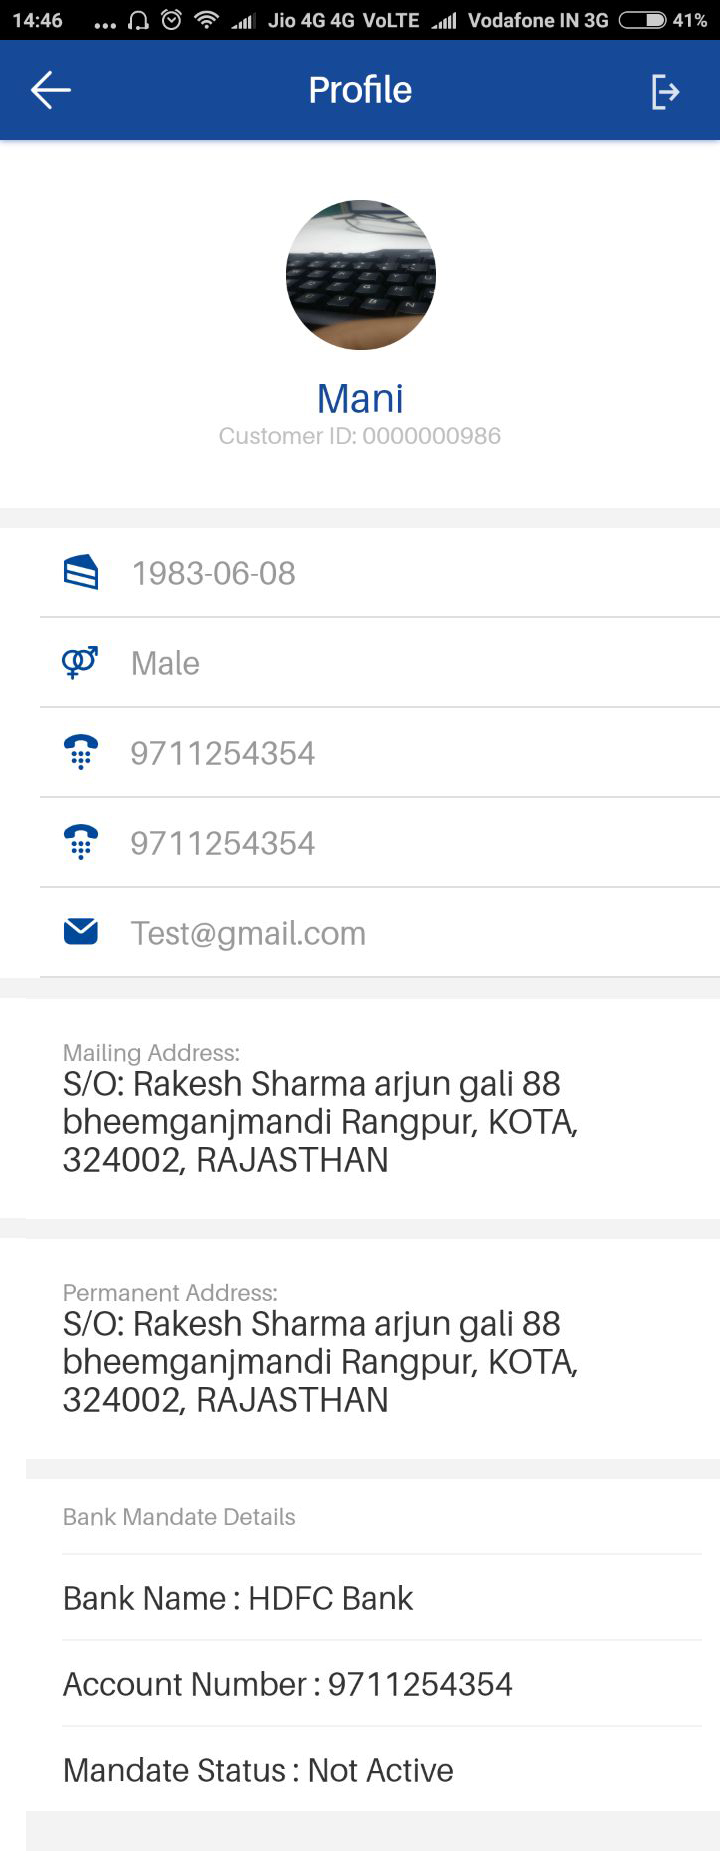 14:46 ... Jio 4G 4G VoLTE Vodafone IN 3G 41%
Profile
Mani
Customer ID: 0000000986
1983-06-08
Male
9711254354
9711254354
Test@gmail.com
Mailing Address:
S/O: Rakesh Sharma arjun gali 88
bheemganjmandi Rangpur, KOTA,
324002, RAJASTHAN
Permanent Address:
S/O: Rakesh Sharma arjun gali 88
bheemganjmandi Rangpur, KOTA,
324002, RAJASTHAN
Bank Mandate Details
Bank Name : HDFC Bank
Account Number : 9711254354
Mandate Status : Not Active